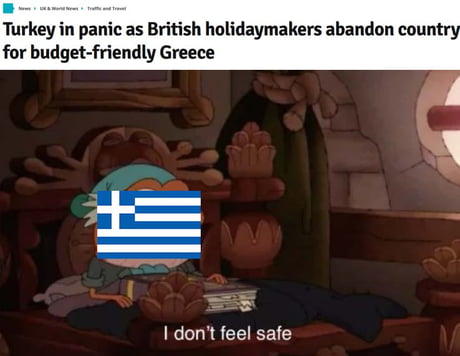 News › UK & World News › Traffic and Travel
Turkey in panic as British holidaymakers abandon country
for budget-friendly Greece
I don't feel safe